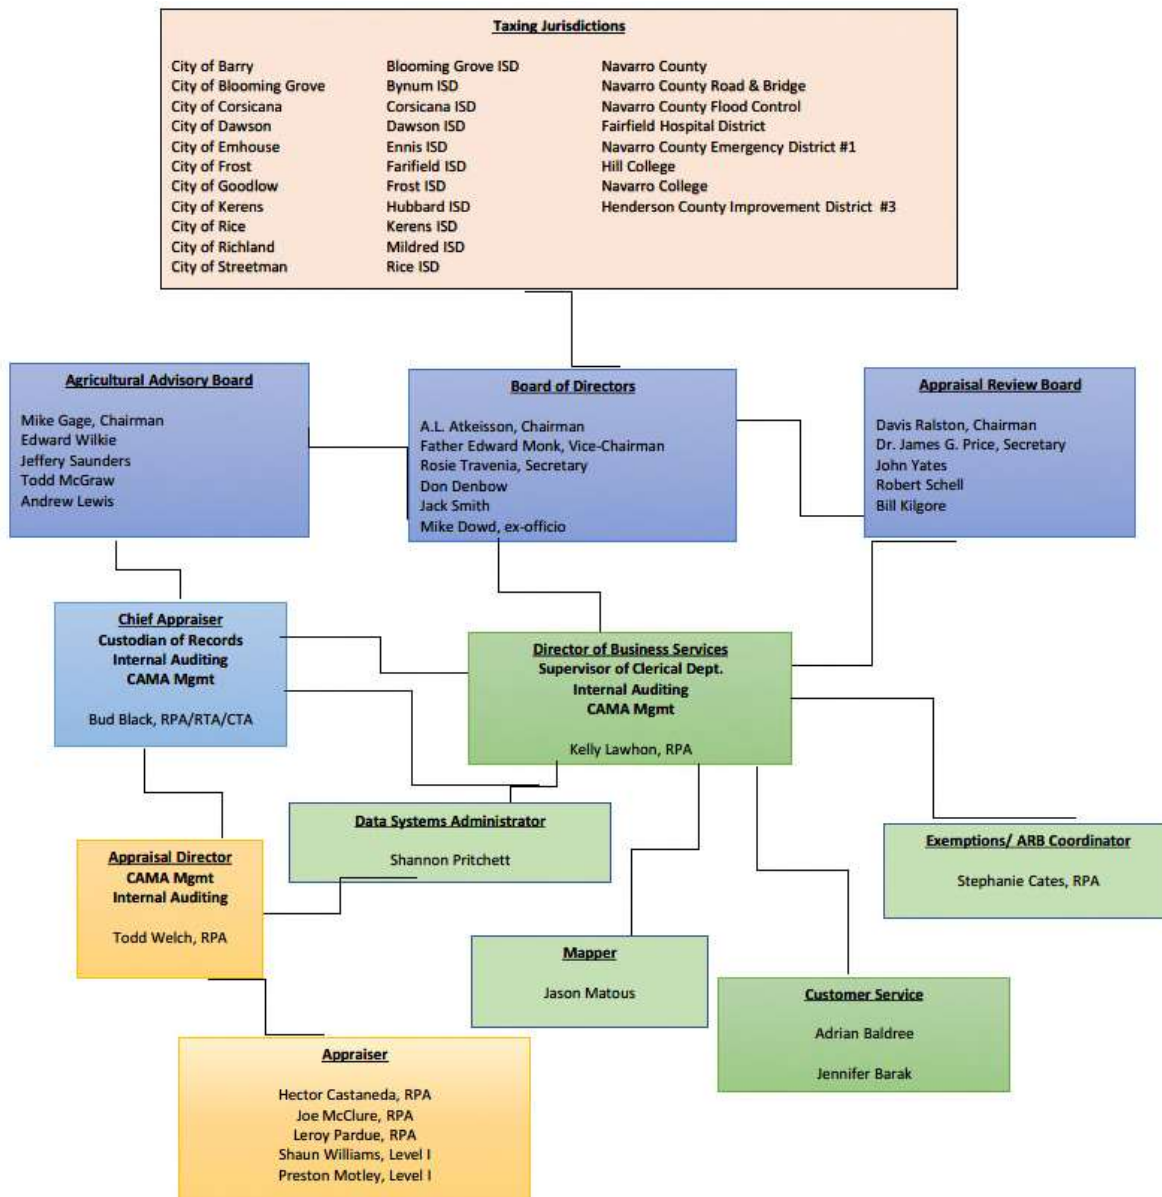 Taxing Jurisdictions
City of Barry
City of Blooming Grove
City of Corsicana
City of Dawson
City of Emhouse
City of Frost
City of Goodlow
City of Kerens
City of Rice
City of Richland
City of Streetman
Blooming Grove ISD
Bynum ISD
Corsicana ISD
Dawson ISD
Ennis ISD
Farifield ISD
Frost ISD
Hubbard ISD
Kerens ISD
Mildred ISD
Rice ISD
Navarro County
Navarro County Road & Bridge
Navarro County Flood Control
Fairfield Hospital District
Navarro County Emergency District #1
Hill College
Navarro College
Henderson County Improvement District #3
Agricultural Advisory Board
Mike Gage, Chairman
Edward Wilkie
Jeffery Saunders
Todd McGraw
Andrew Lewis
Board of Directors
A.L. Atkeisson, Chairman
Father Edward Monk, Vice-Chairman
Rosie Travenia, Secretary
Don Denbow
Jack Smith
Mike Dowd, ex-officio
Appraisal Review Board
Davis Ralston, Chairman
Dr. James G. Price, Secretary
John Yates
Robert Schell
Bill Kilgore
Chief Appraiser
Custodian of Records
Internal Auditing
CAMA Mgmt
Bud Black, RPA/RTA/CTA
Director of Business Services
Supervisor of Clerical Dept.
Internal Auditing
CAMA Mgmt
Kelly Lawhon, RPA
Data Systems Administrator
Shannon Pritchett
Exemptions/ ARB Coordinator
Stephanie Cates, RPA
Appraisal Director
CAMA Mgmt
Internal Auditing
Todd Welch, RPA
Mapper
Jason Matous
Customer Service
Adrian Baldree
Jennifer Barak
Appraiser
Hector Castaneda, RPA
Joe McClure, RPA
Leroy Pardue, RPA
Shaun Williams, Level I
Preston Motley, Level I